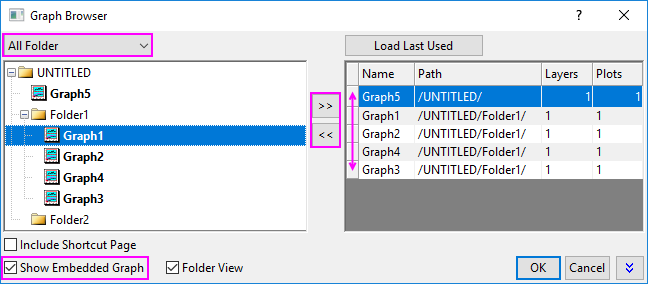 Graph Browser
?
All Folder
Load Last Used
UNTITLED
Graph5
Folder1
Graph1
Graph2
Graph4
Graph3
Folder2
>>
<<
Name Path Layers Plots
Graph5 /UNTITLED/ 1 1
Graph1 /UNTITLED/Folder1/ 1 1
Graph2 /UNTITLED/Folder1/ 1 1
Graph4 /UNTITLED/Folder1/ 1 1
Graph3 /UNTITLED/Folder1/ 1 1
Include Shortcut Page
Show Embedded Graph Folder View
OK Cancel